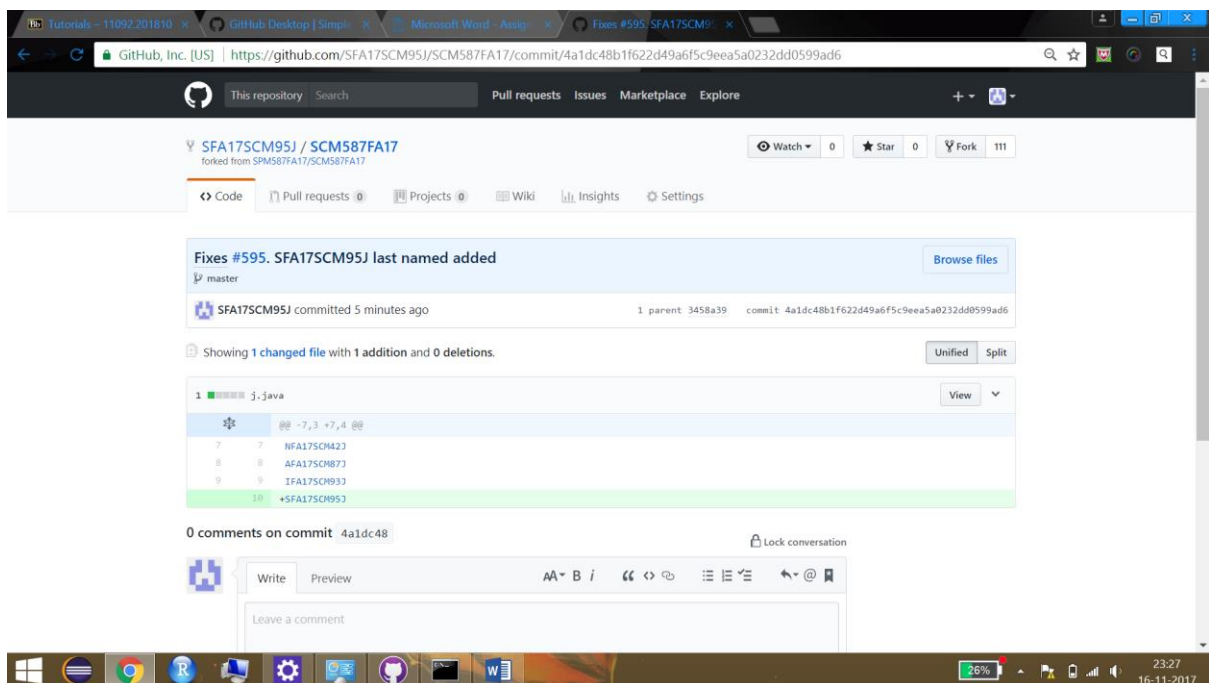 Tutorials – 11092.201810
GitHub Desktop | Simple
Microsoft Word - Assign
Fixes #595. SFA17SCM95
GitHub, Inc. [US] | https://github.com/SFA17SCM95J/SCM587FA17/commit/4a1dc48b1f622d49a6f5c9eea5a0232dd0599ad6
This repository Search Pull requests Issues Marketplace Explore
SFA17SCM95J / SCM587FA17
Watch 0 Star 0 Fork 111
forked from SPM587FA17/SCM587FA17
Code Pull requests 0 Projects 0 Wiki Insights Settings
Fixes #595. SFA17SCM95J last named added
Browse files
master
SFA17SCM95J committed 5 minutes ago 1 parent 3458a39 commit 4a1dc48b1f622d49a6f5c9eea5a0232dd0599ad6
Showing 1 changed file with 1 addition and 0 deletions. Unified Split
1 j.java View
@@ -7,3 +7,4 @@
7 7 NFA17SCM42J
8 8 AFA17SCM87J
9 9 IFA17SCM93J
10 +SFA17SCM95J
0 comments on commit 4a1dc48
Lock conversation
Write Preview AA B i “ <> @
Leave a comment
26% 23:27
16-11-2017